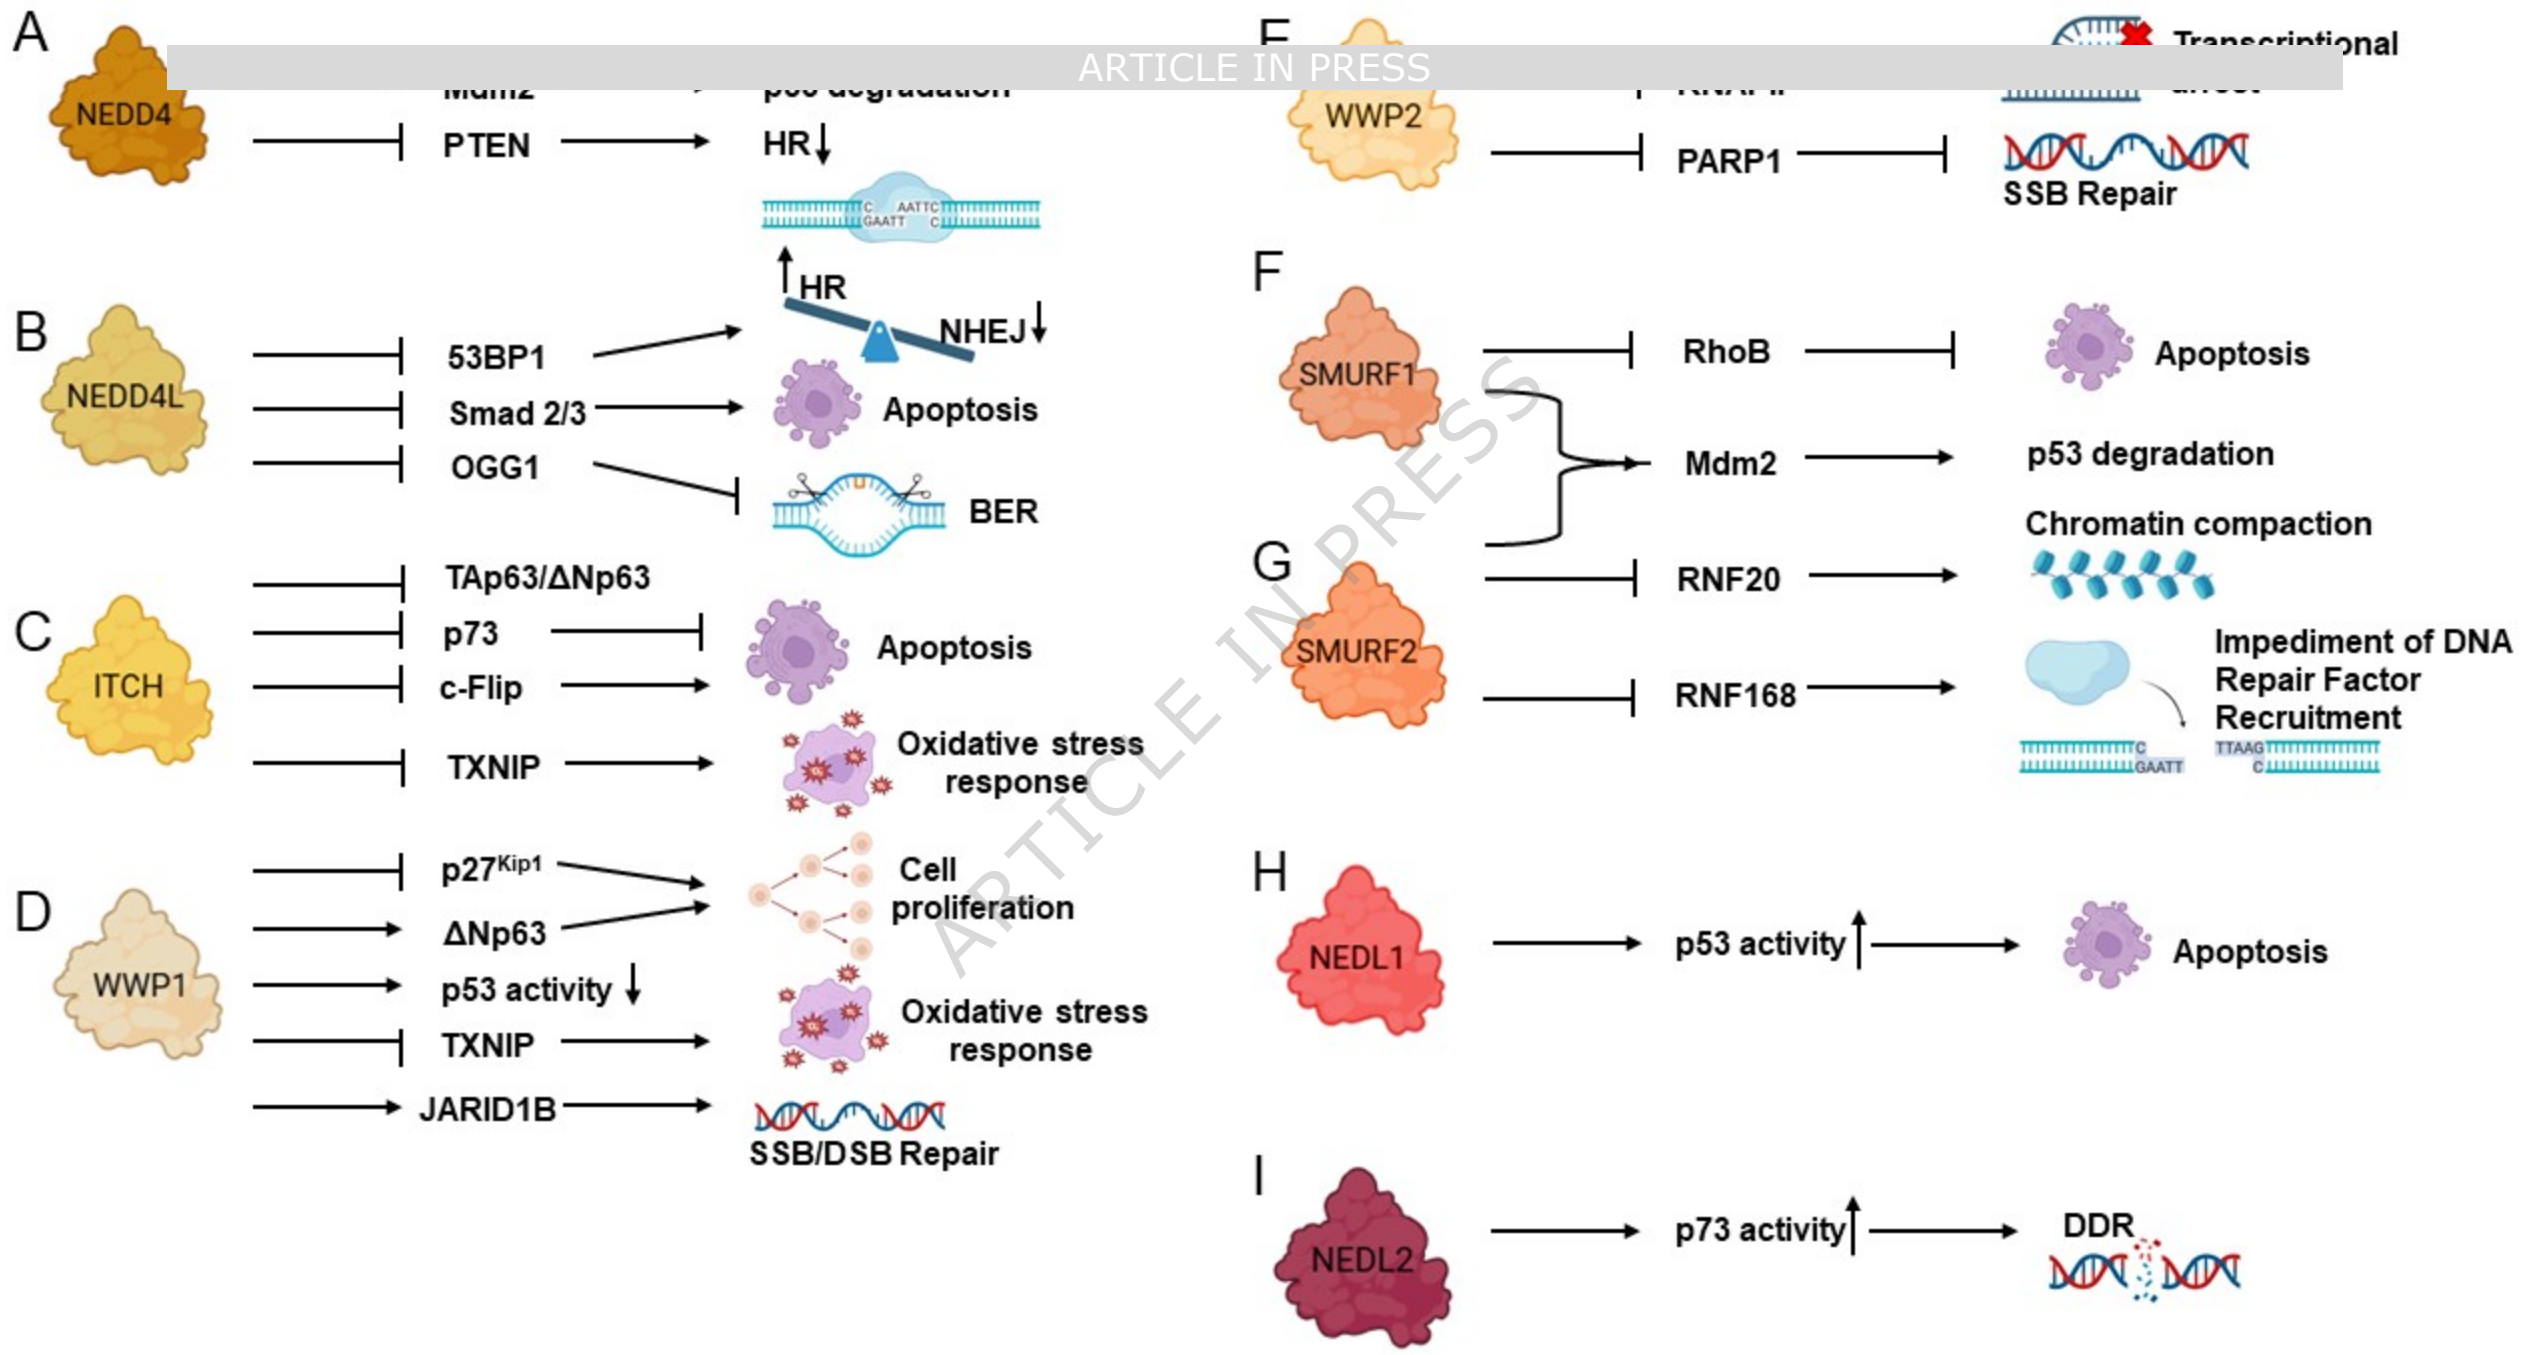 A
ARTICLE IN PRESS
NEDD4
Mdm2
p53 degradation
PTEN
HR
C AATTC
GAATT C
B
NEDD4L
HR
NHEJ
53BP1
Smad 2/3
Apoptosis
OGG1
BER
C
ITCH
TAp63/ΔNp63
p73
Apoptosis
c-Flip
TXNIP
Oxidative stress
response
D
WWP1
p27Kip1
Cell
proliferation
ΔNp63
p53 activity
TXNIP
Oxidative stress
response
JARID1B
SSB/DSB Repair
E
WWP2
Transcriptional
arrest
PARP1
SSB Repair
F
SMURF1
RhoB
Apoptosis
Mdm2
p53 degradation
G
SMURF2
RNF20
Chromatin compaction
RNF168
Impediment of DNA
Repair Factor
Recruitment
C
GAATT
TTAAG
C
H
NEDL1
p53 activity
Apoptosis
I
NEDL2
p73 activity
DDR
ARTICLE IN PRESS